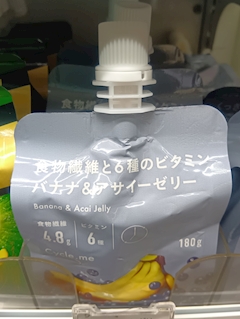 食物繊維と6種のビタミン
バナナ&アサイーゼリー
Banana & Acai Jelly
食物繊維 ビタミン
4.8g 6種
180g
Cycle me